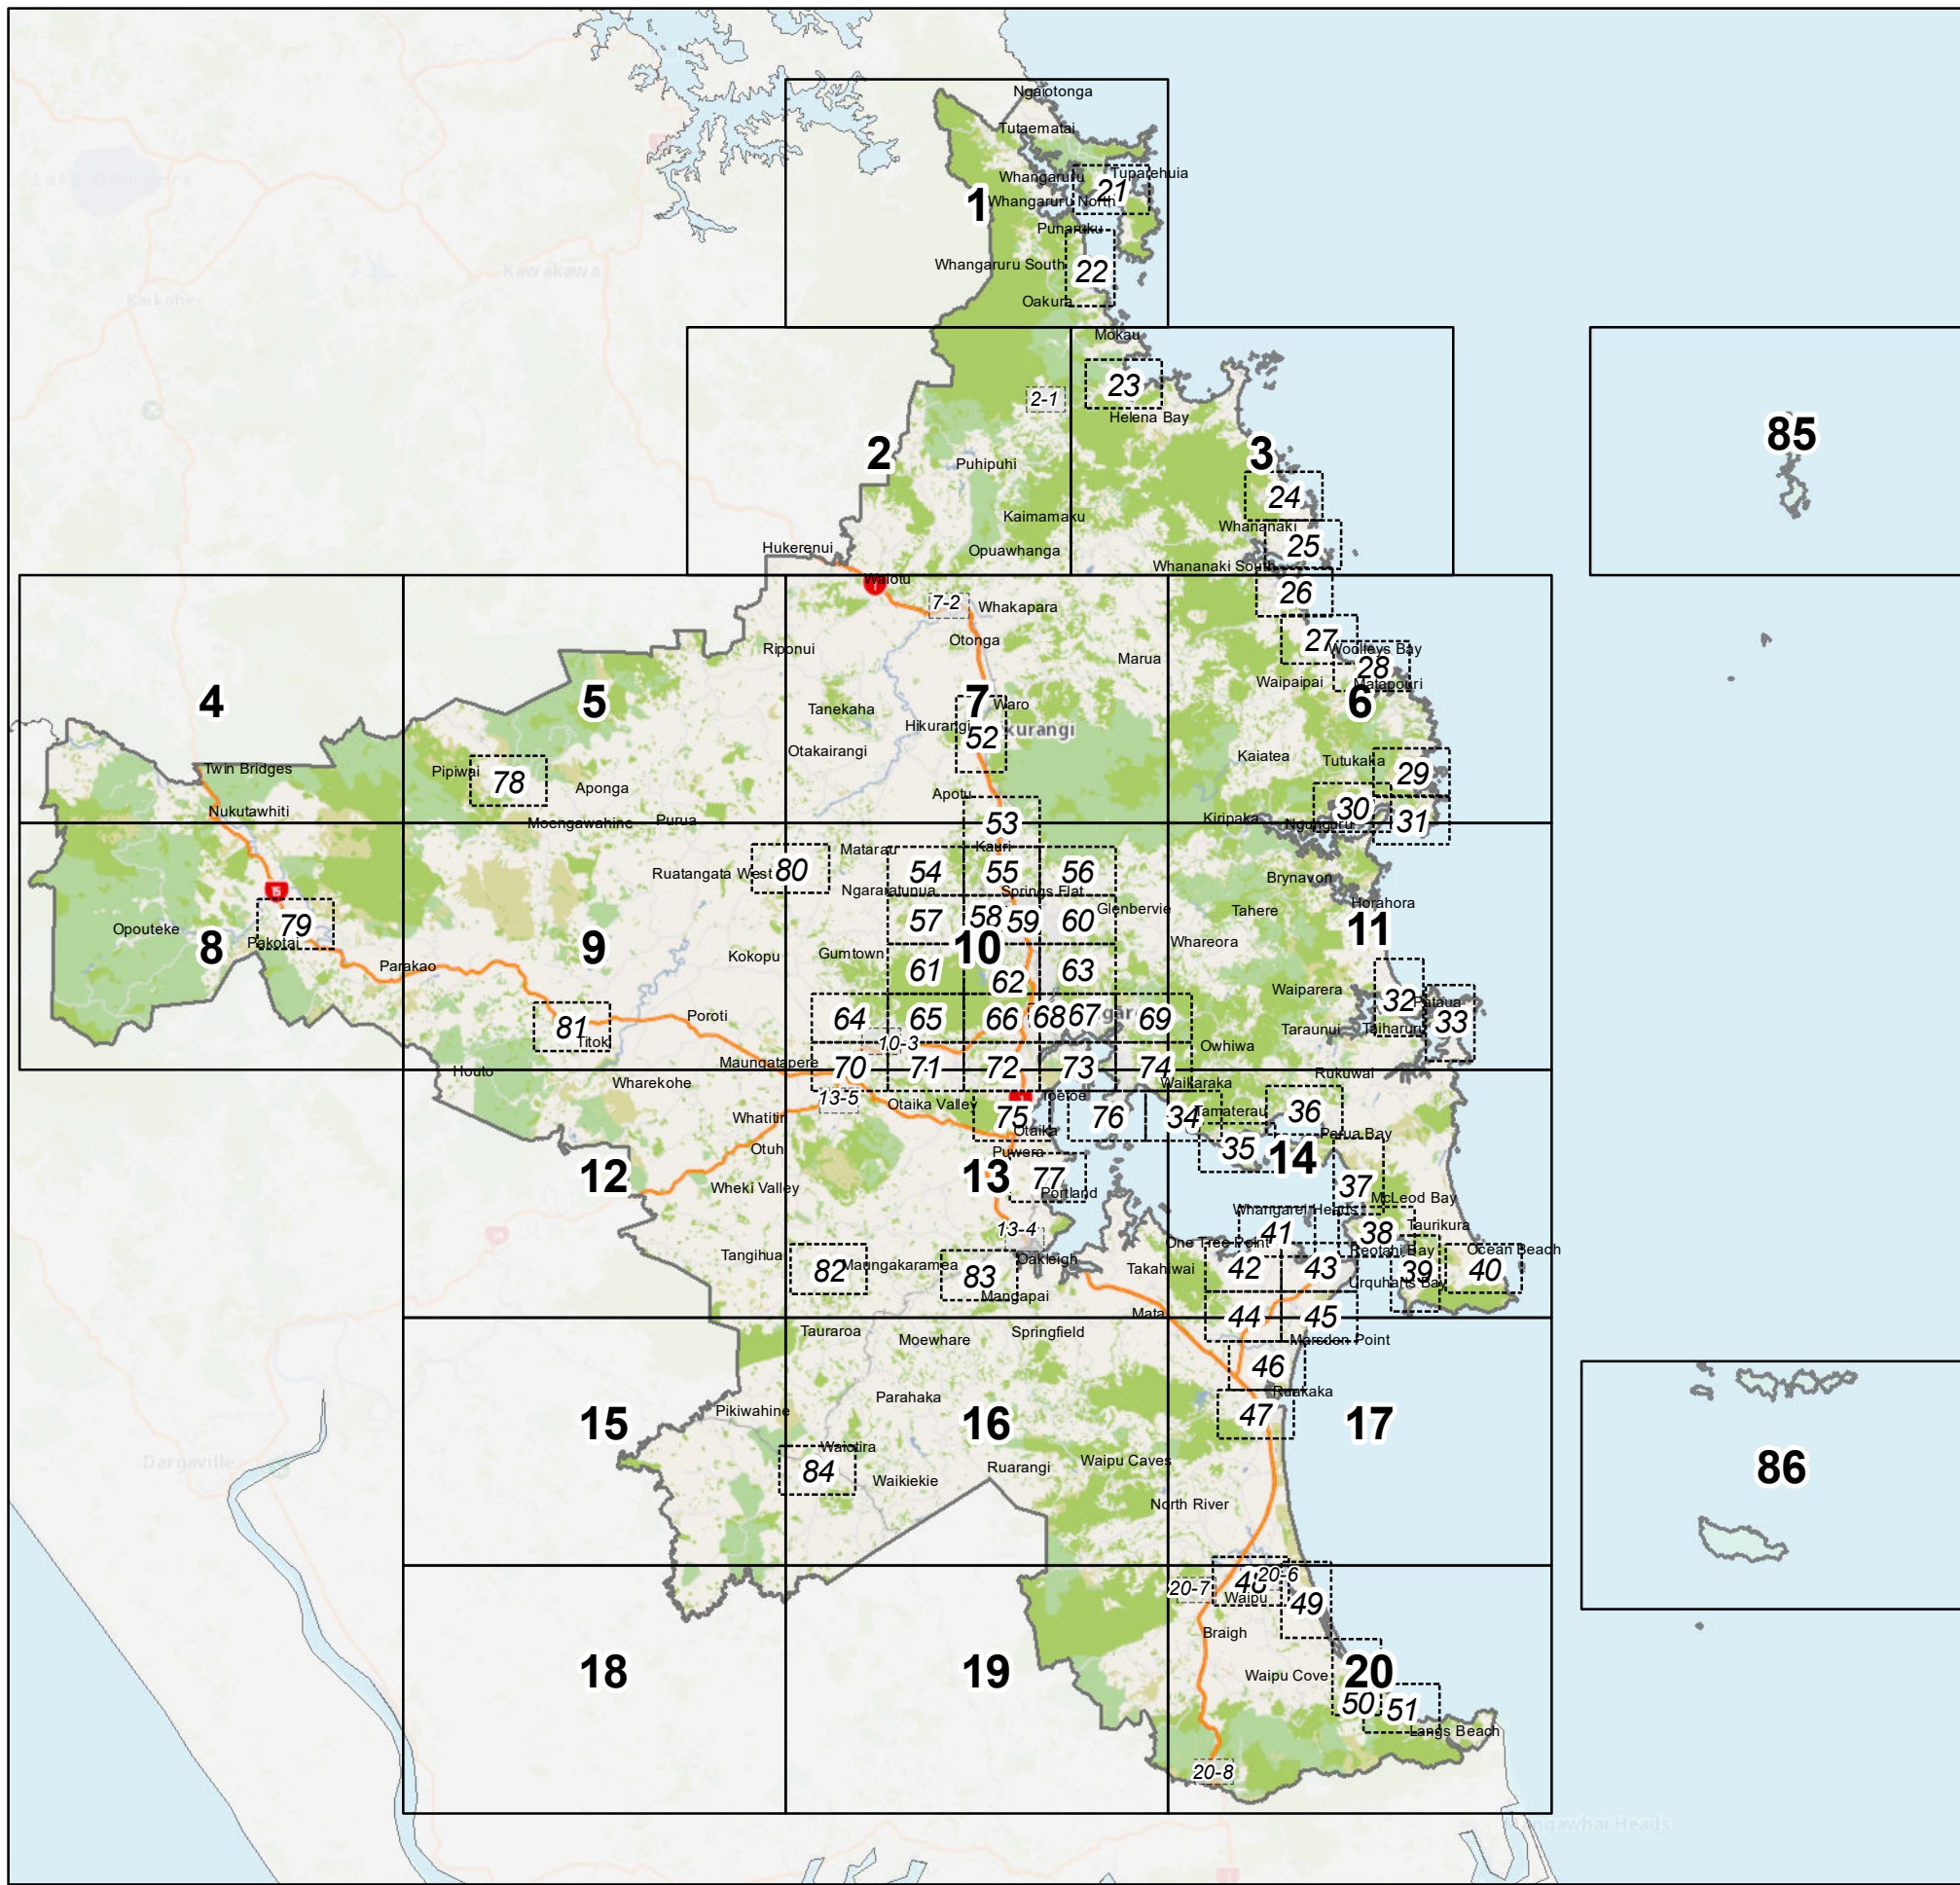 Ngaiotonga
Tutaematai
Whangaruru
Tuparehuia
21
1
Whangaruru North
Punaruku
Whangaruru South
22
Kawakawa
Kaikohe
Oakura
Mokau
23
2-1
Helena Bay
85
2
3
Puhipuhi
24
Kaimamaku
Whananaki
25
Hukerenui
Opuawhanga
Whananaki South
Waiotu
1
7-2
Whakapara
26
Otonga
27
Riponui
Woolleys Bay
Marua
28
Waipaipai
Matapouri
4
5
7
6
Waro
Tanekaha
Hikurangi
kurangi
52
Otakairangi
Kaiatea
Tutukaka
29
Twin Bridges
Pipiwai
78
Aponga
Apotu
Nukutawhiti
30
31
Moengawahine
Purua
53
Kiripaka
Ngunguru
Kauri
80
Ruatangata West
54
55
56
Ngararatunua
Springs Flat
Brynavon
15
Horahora
Glenbervie
Tahere
57
58
59
60
79
Opouteke
Pakotai
8
9
10
11
Whareora
Kokopu
Gumtown
Parakao
61
62
63
Waiparera
32
Pataua
33
81
Titoki
Poroti
64
65
66
68
67
69
Taraunui
Taiharuru
10-3
Owhiwa
Maungatapere
70
71
72
73
74
Houto
Wharekohe
Waikaraka
Rukuwai
13-5
Otaika Valley
Toetoe
75
76
34
Tamaterau
36
Otaika
Parua Bay
Otuh
Puwera
35
14
12
13
77
Portland
Wheki Valley
37
McLeod Bay
Whangarei Heads
13-4
41
38
Taurikura
One Tree Point
Reotahi Bay
Ocean Beach
Tangihua
82
Maungakaramea
83
Oakleigh
Takahiwai
42
43
39
40
Urquharts Bay
Mangapai
Mata
44
45
Tauraroa
Moewhare
Springfield
Marsden Point
46
Ruakaka
Parahaka
Pikiwahine
47
15
16
17
Waiotira
Dargaville
84
Waikiekie
Ruarangi
Waipu Caves
86
North River
20-7
48
20-6
Waipu
49
Braigh
18
19
Waipu Cove
20
50
51
Langs Beach
20-8